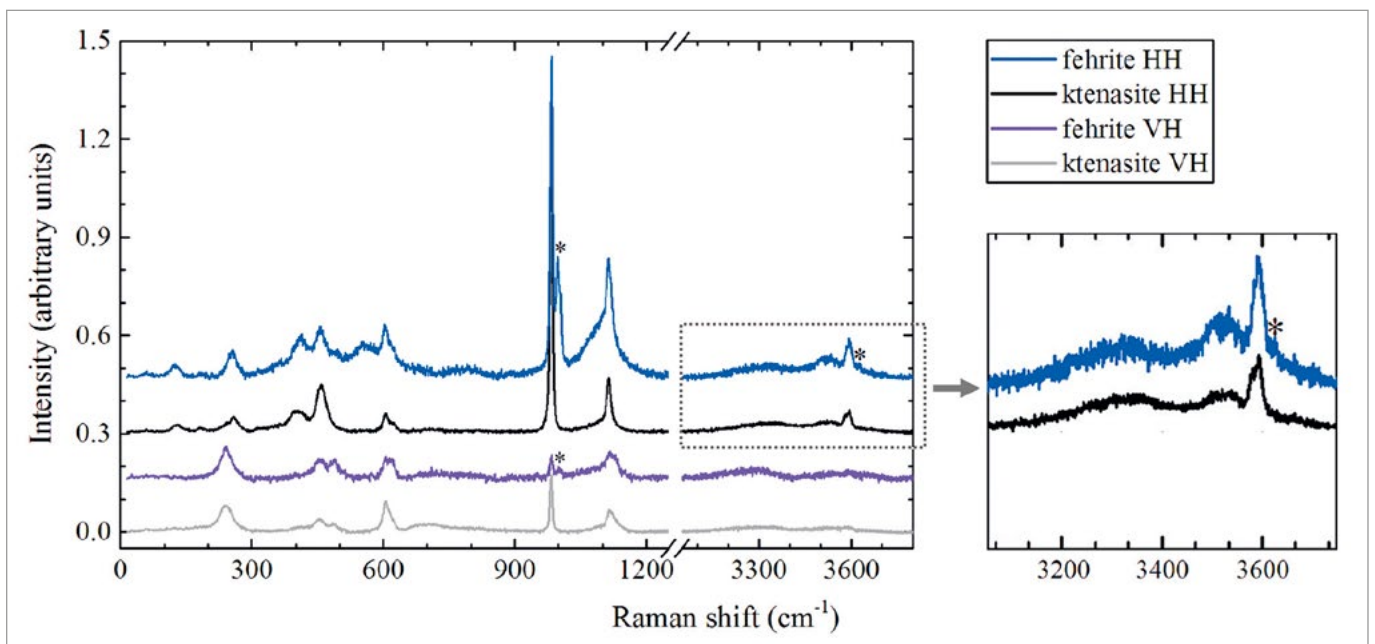 1.5
1.2
0.9
0.6
0.3
0.0
Intensity (arbitrary units)
*
*
*
0 300 600 900 1200 3300 3600
Raman shift (cm⁻¹)
fehrite HH
ktenasite HH
fehrite VH
ktenasite VH
*
3200 3400 3600